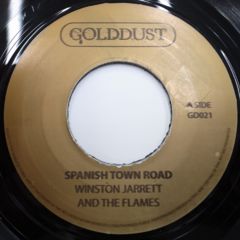 GOLDDUST
A SIDE
GD021
SPANISH TOWN ROAD
WINSTON JARRETT
AND THE FLAMES